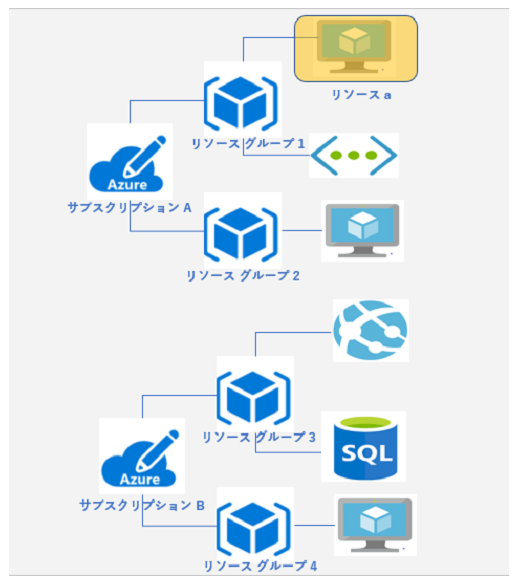 リソース a
リソース グループ 1
Azure
サブスクリプション A
リソース グループ 2
リソース グループ 3
SQL
Azure
サブスクリプション B
リソース グループ 4